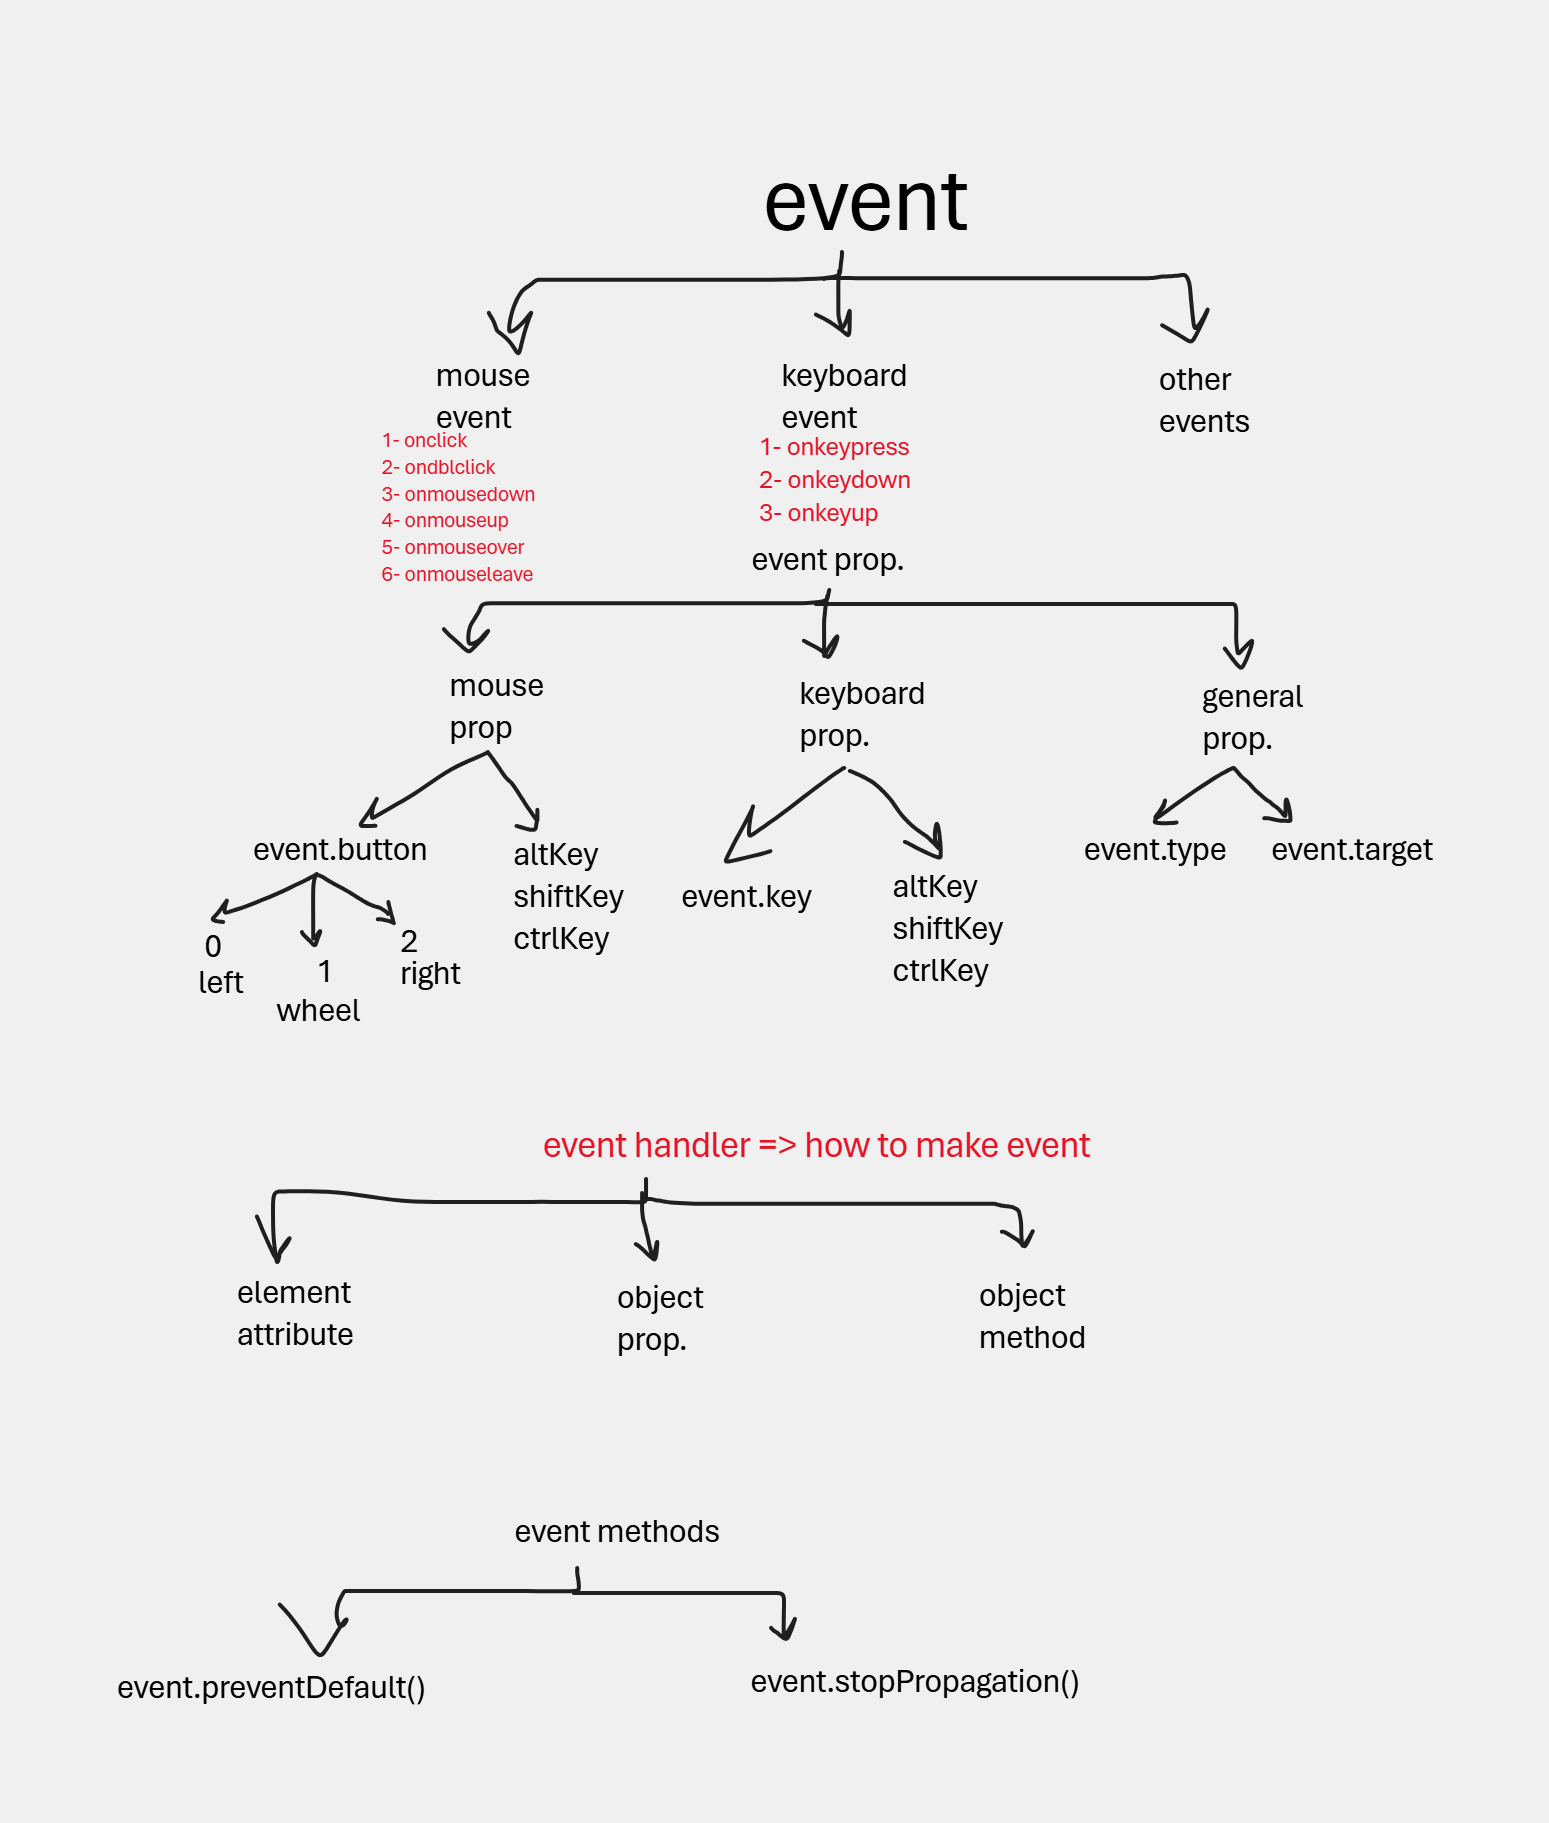 event
mouse
event
1- onclick
2- ondblclick
3- onmousedown
4- onmouseup
5- onmouseover
6- onmouseleave
keyboard
event
1- onkeypress
2- onkeydown
3- onkeyup
other
events
event prop.
mouse
prop
keyboard
prop.
general
prop.
event.button
0
left
1
wheel
2
right
altKey
shiftKey
ctrlKey
event.key
altKey
shiftKey
ctrlKey
event.type
event.target
event handler => how to make event
element
attribute
object
prop.
object
method
event methods
event.preventDefault()
event.stopPropagation()